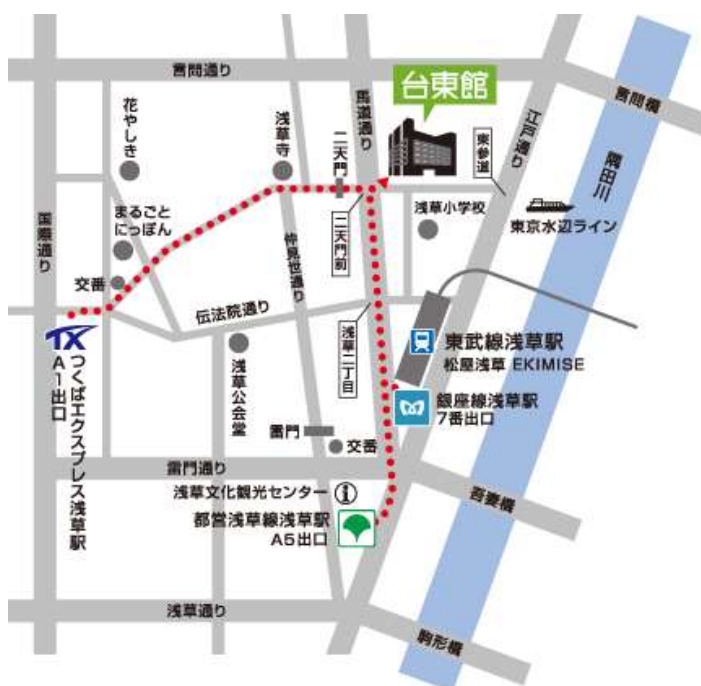 言問通り
台東館
花やしき
浅草寺
二天門
馬道通り
東参道
江戸通り
言問橋
隅田川
国際通り
まるごと
にっぽん
交番
二天門前
浅草小学校
東京水辺ライン
仲見世通り
伝法院通り
TX
つくばエクスプレス浅草駅
A1出口
浅草公会堂
浅草二丁目
東武線浅草駅
松屋浅草 EKIMISE
銀座線浅草駅
7番出口
雷門
交番
雷門通り
浅草文化観光センター
i
都営浅草線浅草駅
A5出口
吾妻橋
浅草通り
駒形橋